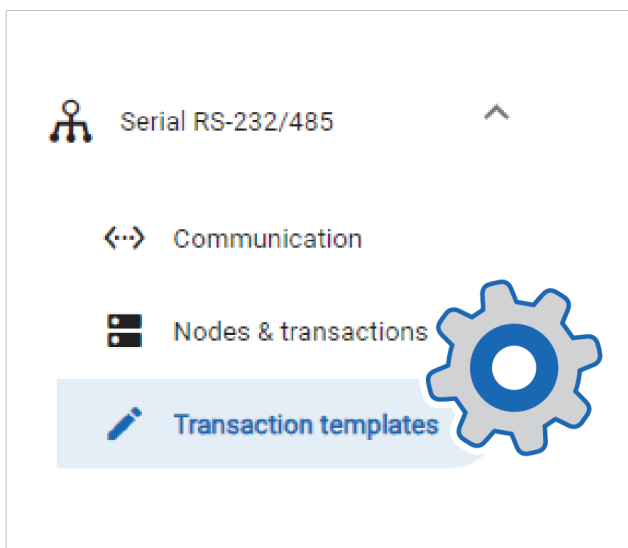 Serial RS-232/485
Communication
Nodes & transactions
Transaction templates